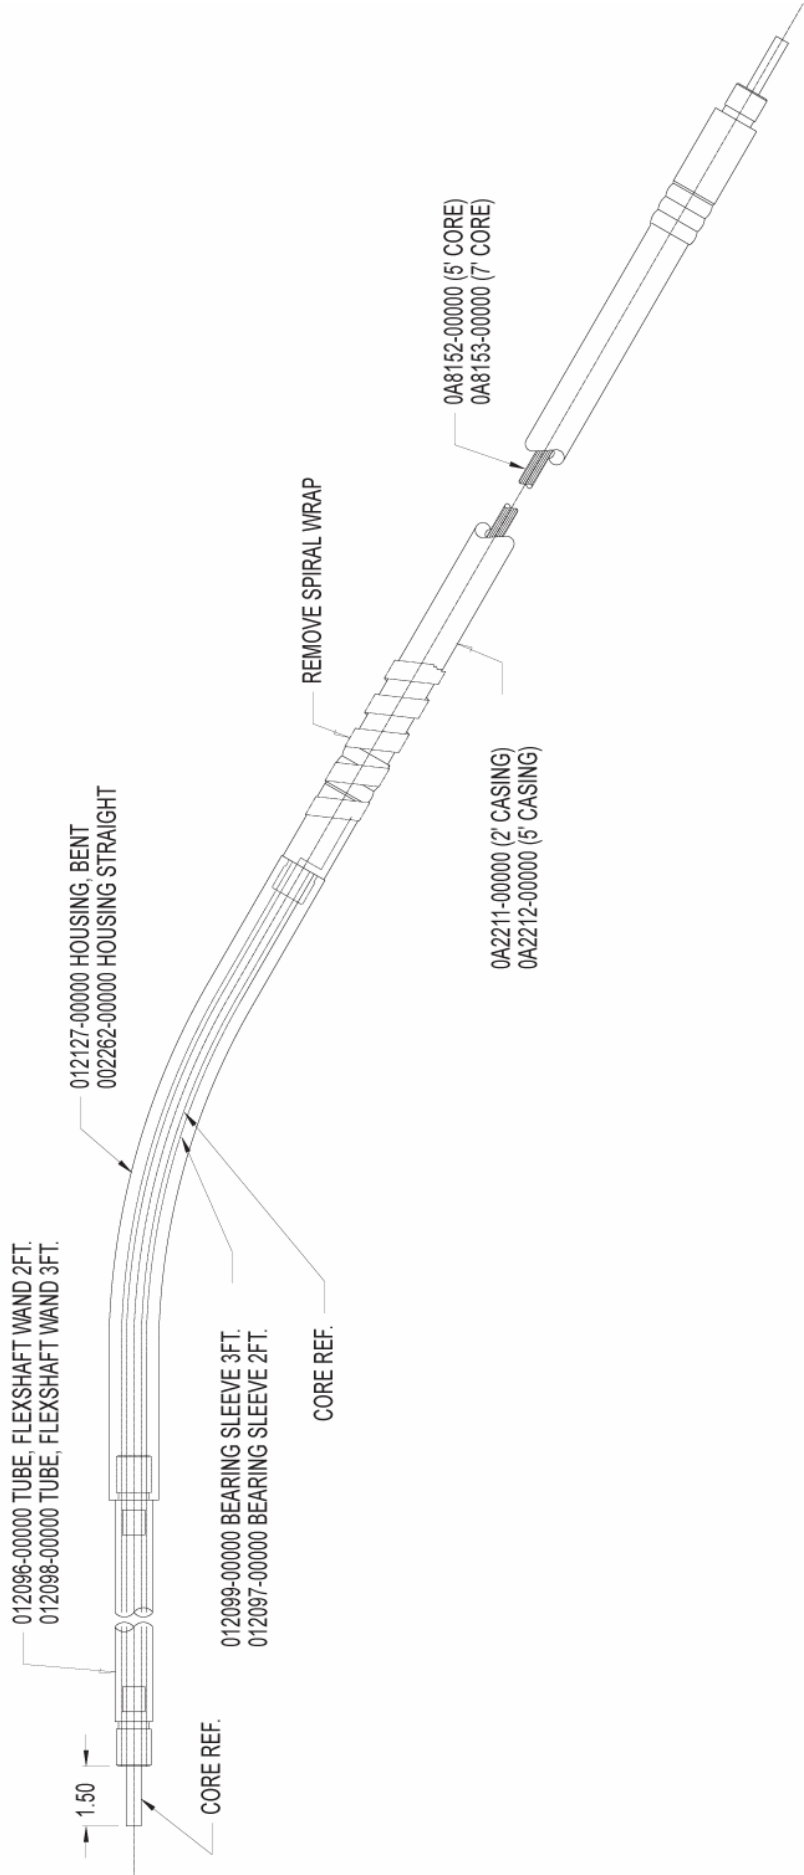 012096-00000 TUBE, FLEXSHAFT WAND 2FT.
012098-00000 TUBE, FLEXSHAFT WAND 3FT.
1.50
CORE REF.
012127-00000 HOUSING, BENT
002262-00000 HOUSING STRAIGHT
012099-00000 BEARING SLEEVE 3FT.
012097-00000 BEARING SLEEVE 2FT.
CORE REF.
REMOVE SPIRAL WRAP
0A2211-00000 (2' CASING)
0A2212-00000 (5' CASING)
0A8152-00000 (5' CORE)
0A8153-00000 (7' CORE)